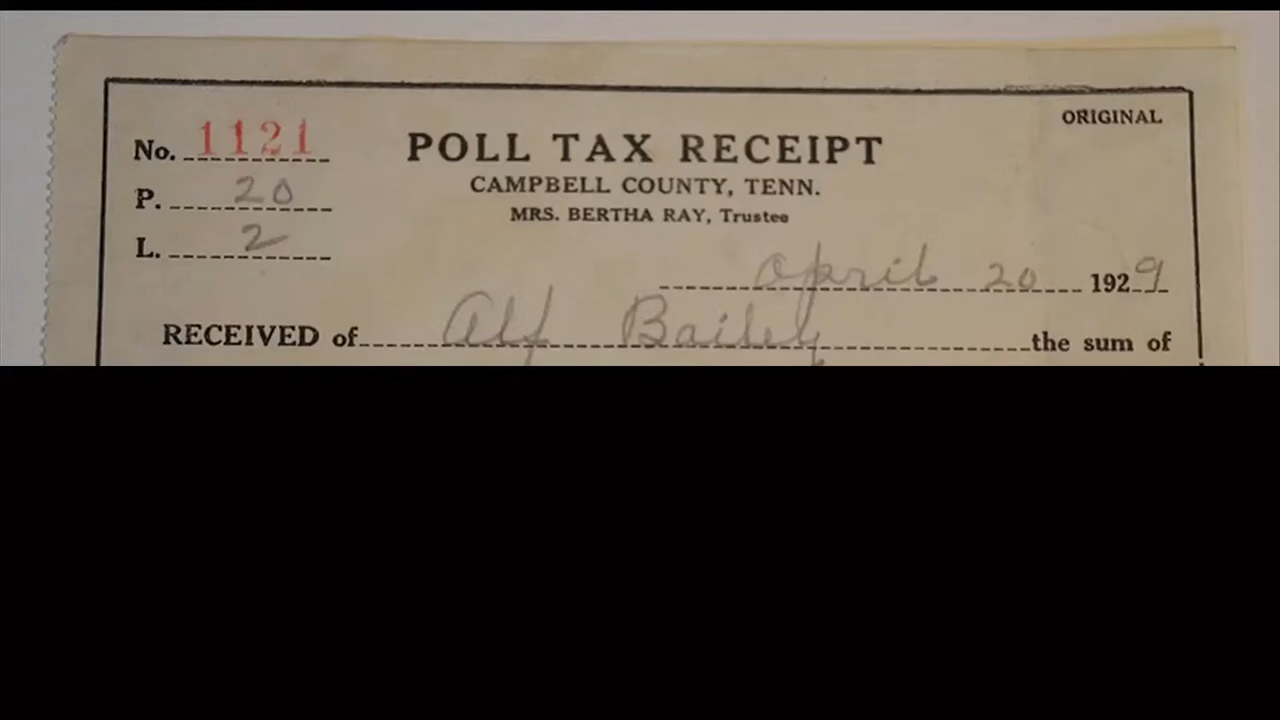 ORIGINAL
No. 1121
POLL TAX RECEIPT
P. 20
CAMPBELL COUNTY, TENN.
MRS. BERTHA RAY, Trustee
L. 2
April 20 1929
RECEIVED of Alf Bailey the sum of